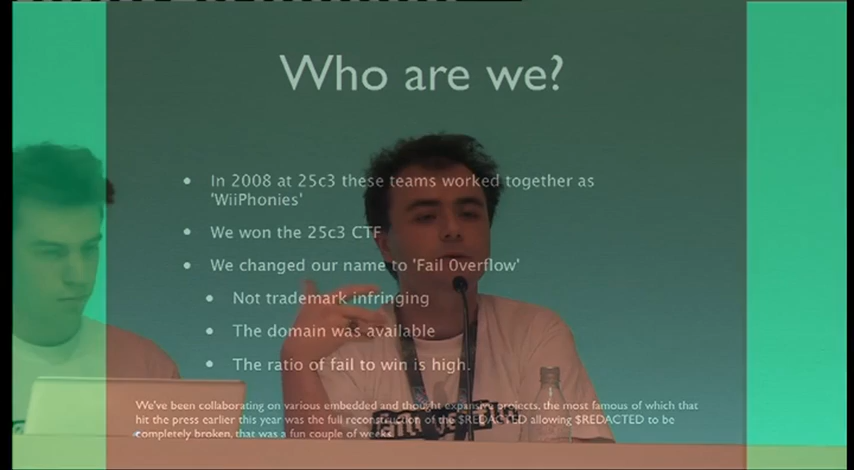 Who are we?
In 2008 at 25c3 these teams worked together as
'WiiPhonies'
We won the 25c3 CTF
We changed our name to 'Fail 0verflow'
Not trademark infringing
The domain was available
The ratio of fail to win is high.
We've been collaborating on various embedded and thought expansive projects, the most famous of which that
hit the press earlier this year was the full reconstruction of the $REDACTED allowing $REDACTED to be
completely broken, that was a fun couple of weeks